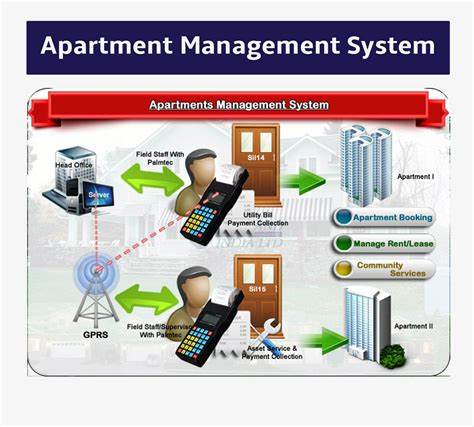 Apartment Management System
Apartments Management System
Head Office
Server
Field Staff With
Palmtec
Sil14
Utility Bill
Payment Collection
Apartment I
Apartment Booking
Manage Rent/Lease
Community
Services
INDIA LTD
GPRS
Field Staff/Supervisor
With Palmtec
Sil15
Asset Service &
Payment Collection
Apartment II